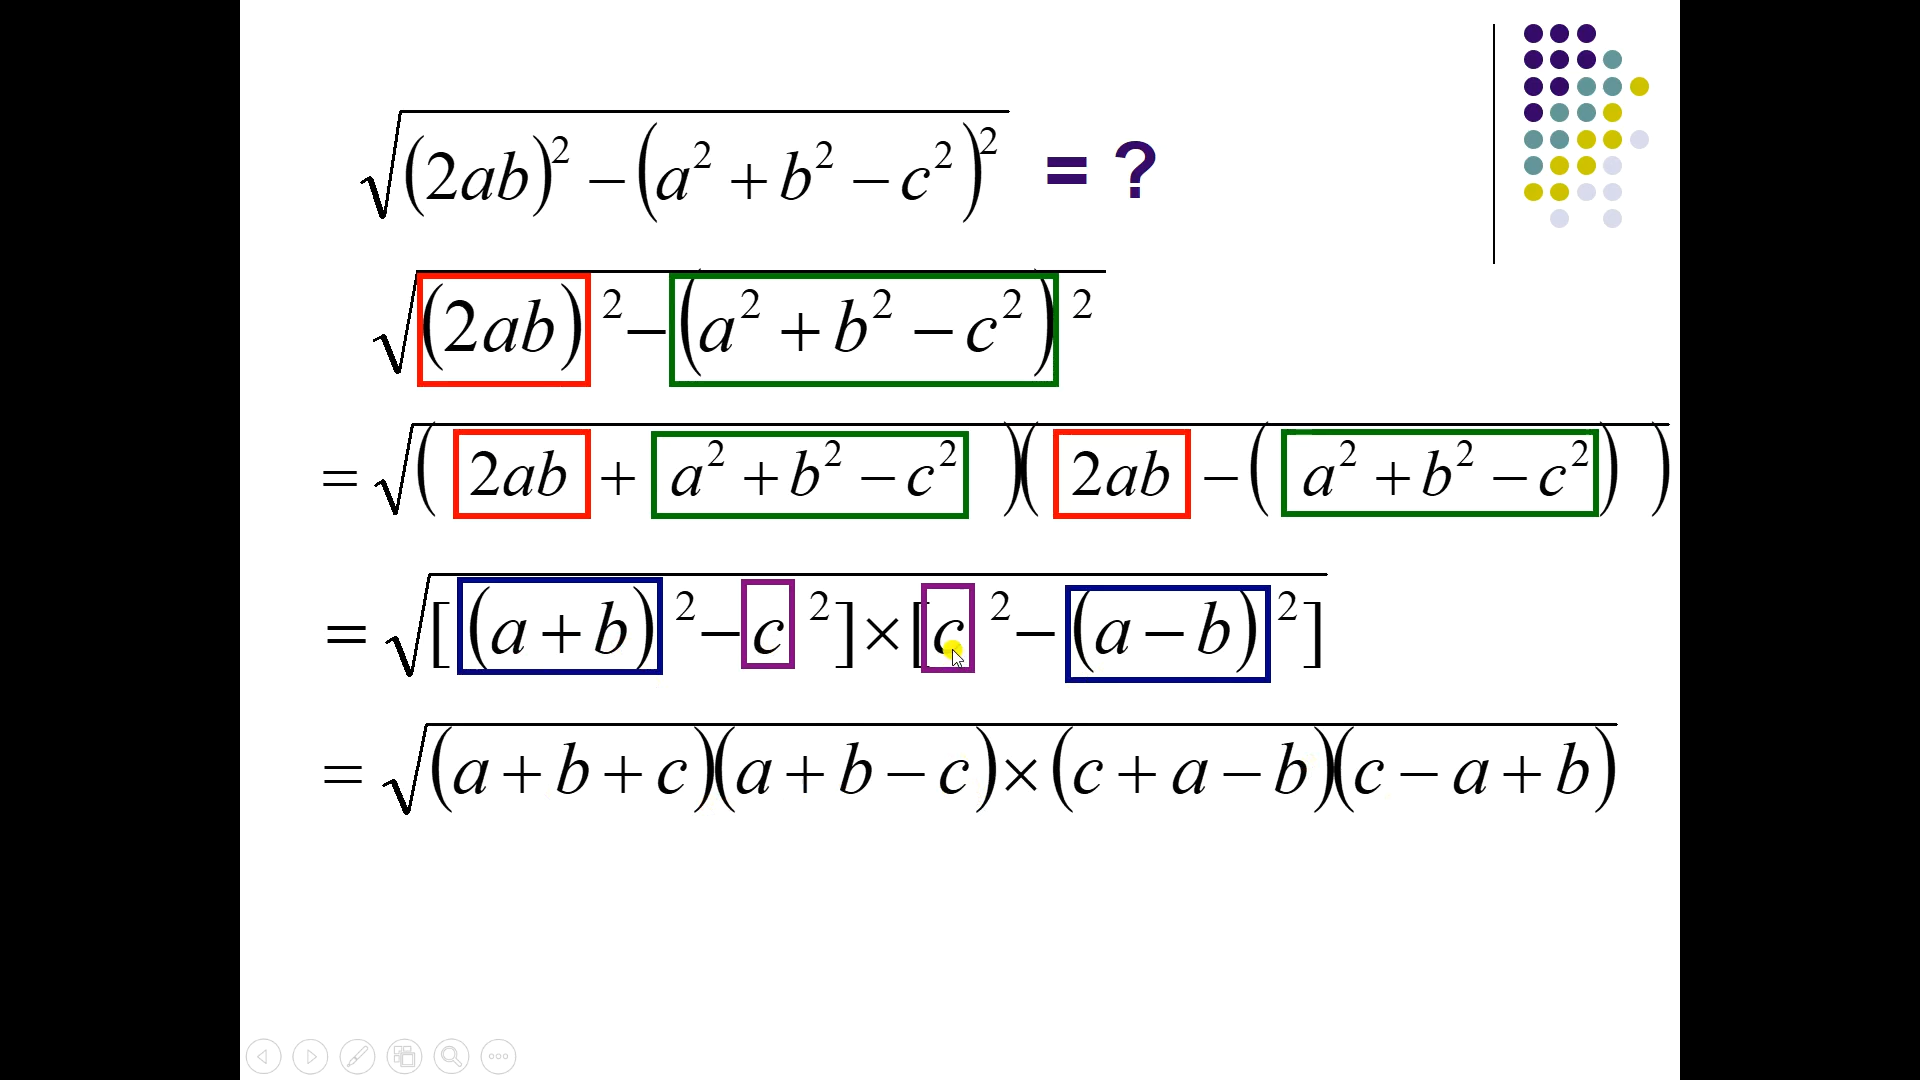 √((2ab)² − (a² + b² − c²)²) = ?
√((2ab)² − (a² + b² − c²)²)
= √((2ab + a² + b² − c²)(2ab − (a² + b² − c²)))
= √([(a + b)² − c²] × [c² − (a − b)²])
= √((a + b + c)(a + b − c) × (c + a − b)(c − a + b))